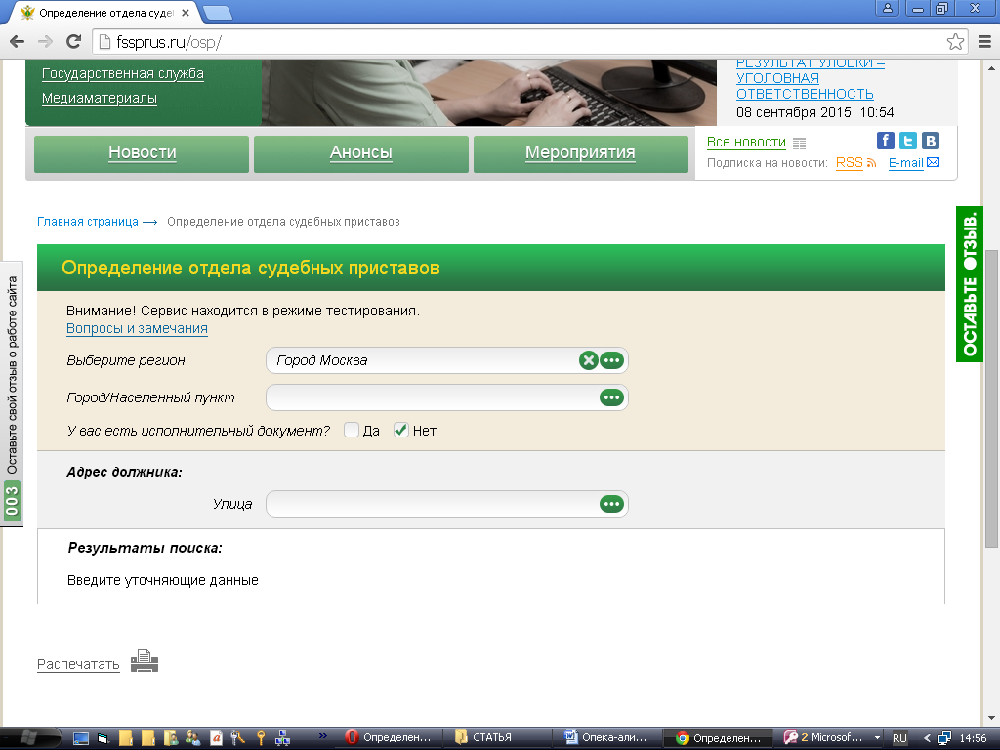 Определение отдела судеб
fssprus.ru/osp/
Государственная служба
Медиаматериалы
РЕЗУЛЬТАТ УЛОВКИ –
УГОЛОВНАЯ
ОТВЕТСТВЕННОСТЬ
08 сентября 2015, 10:54
Новости
Анонсы
Мероприятия
Все новости
Подписка на новости: RSS E-mail
Главная страница → Определение отдела судебных приставов
ОСТАВЬТЕ ОТЗЫВ.
Оставьте свой отзыв о работе сайта
003
Определение отдела судебных приставов
Внимание! Сервис находится в режиме тестирования.
Вопросы и замечания
Выберите регион Город Москва
Город/Населенный пункт
У вас есть исполнительный документ? Да Нет
Адрес должника:
Улица
Результаты поиска:
Введите уточняющие данные
Распечатать
Определен...
СТАТЬЯ
Опека-али...
Определен...
2 Microsof...
RU
14:56